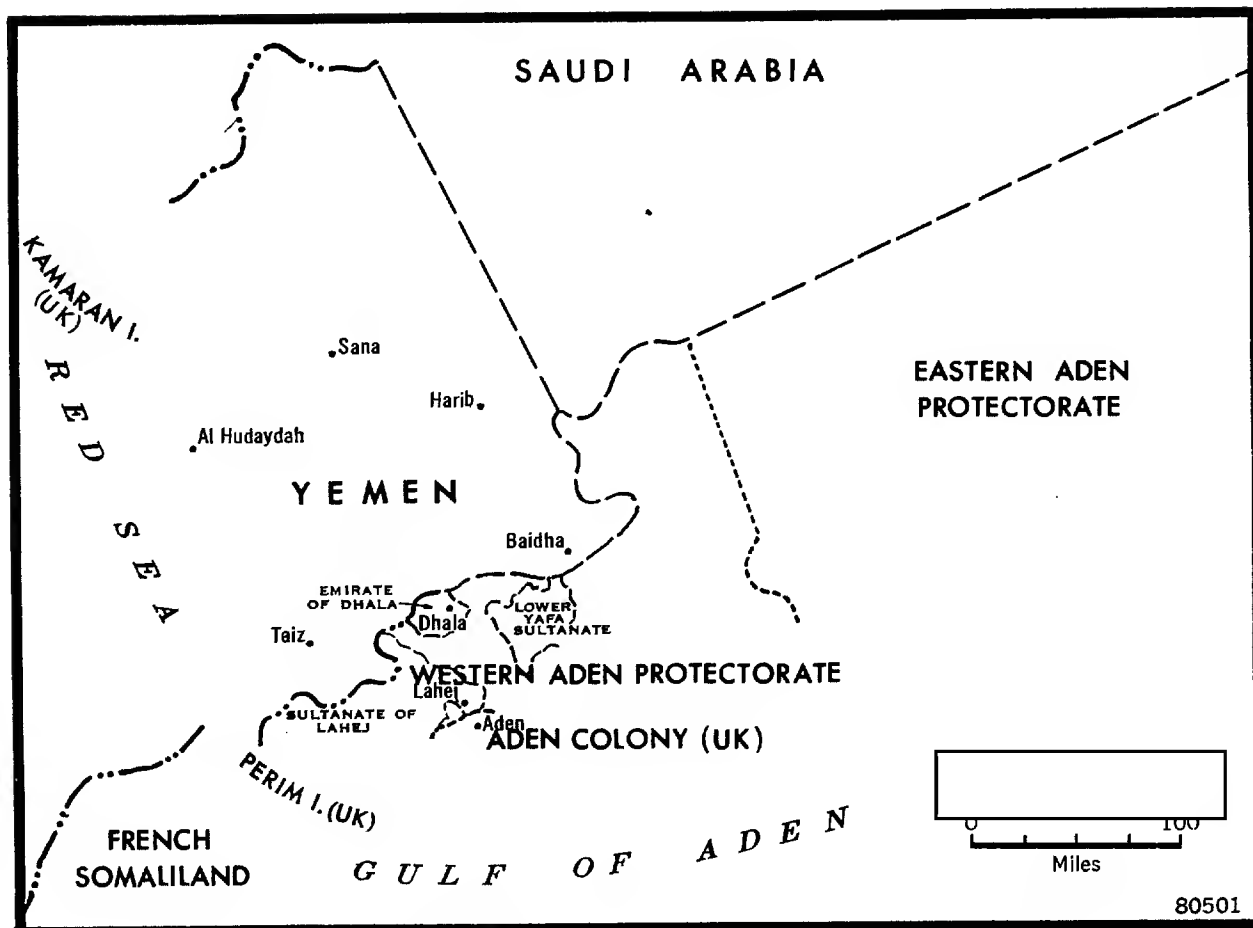 SAUDI ARABIA
KAMARAN I.
(UK)
RED SEA
Sana
Harib
Al Hudaydah
EASTERN ADEN
PROTECTORATE
YEMEN
Baidha
EMIRATE
OF DHALA
Dhala
LOWER
YAFA
SULTANATE
Taiz
WESTERN ADEN PROTECTORATE
Lahej
SULTANATE OF
LAHEJ
Aden
ADEN COLONY (UK)
PERIM I. (UK)
FRENCH
SOMALILAND
GULF OF ADEN
0 100
Miles
80501